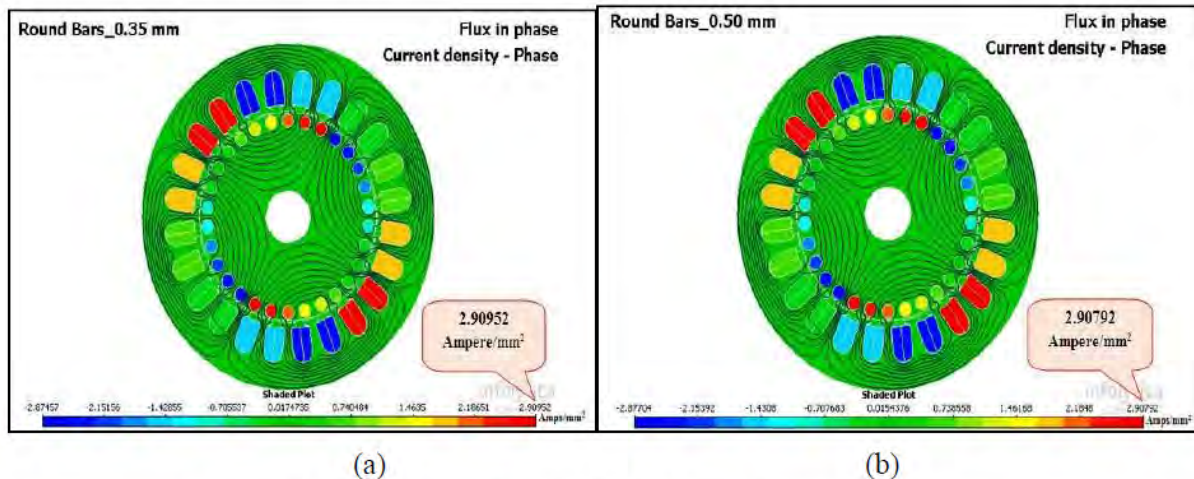 Round Bars_0.35 mm
Flux in phase
Current density - Phase
2.90952
Ampere/mm²
Shaded Plot
-2.87457 -2.15156 -1.42855 -0.705537 0.0174735 0.740484 1.4635 2.18651 2.90952
Amps/mm²
(a)
Round Bars_0.50 mm
Flux in phase
Current density - Phase
2.90792
Ampere/mm²
Shaded Plot
-2.87704 -2.15392 -1.4308 -0.707683 0.0154376 0.738558 1.46168 2.1848 2.90792
Amps/mm²
(b)